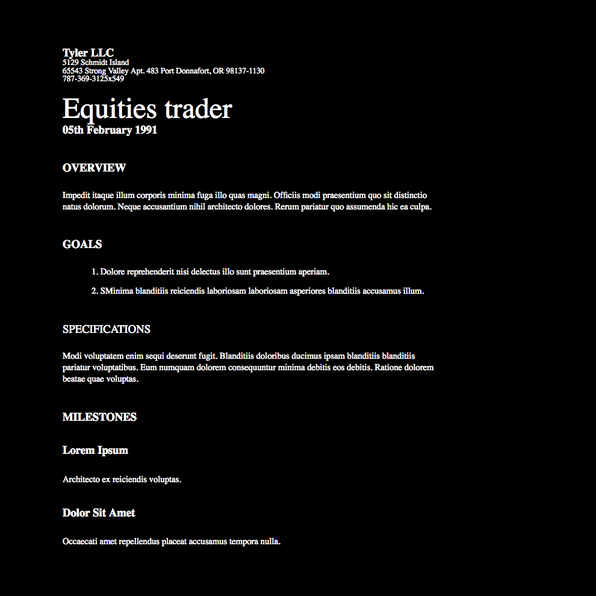 Tyler LLC
5129 Schmidt Island
65543 Strong Valley Apt. 483 Port Donnafort, OR 98137-1130
787-369-3125x549
Equities trader
05th February 1991
OVERVIEW
Impedit itaque illum corporis minima fuga illo quas magni. Officiis modi praesentium quo sit distinctio
natus dolorum. Neque accusantium nihil architecto dolores. Rerum pariatur quo assumenda hic ea culpa.
GOALS
1. Dolore reprehenderit nisi delectus illo sunt praesentium aperiam.
2. SMinima blanditiis reiciendis laboriosam laboriosam asperiores blanditiis accusamus illum.
SPECIFICATIONS
Modi voluptatem enim sequi deserunt fugit. Blanditiis doloribus ducimus ipsam blanditiis blanditiis
pariatur voluptatibus. Eum numquam dolorem consequuntur minima debitis eos debitis. Ratione dolorem
beatae quae voluptas.
MILESTONES
Lorem Ipsum
Architecto ex reiciendis voluptas.
Dolor Sit Amet
Occaecati amet repellendus placeat accusamus tempora nulla.